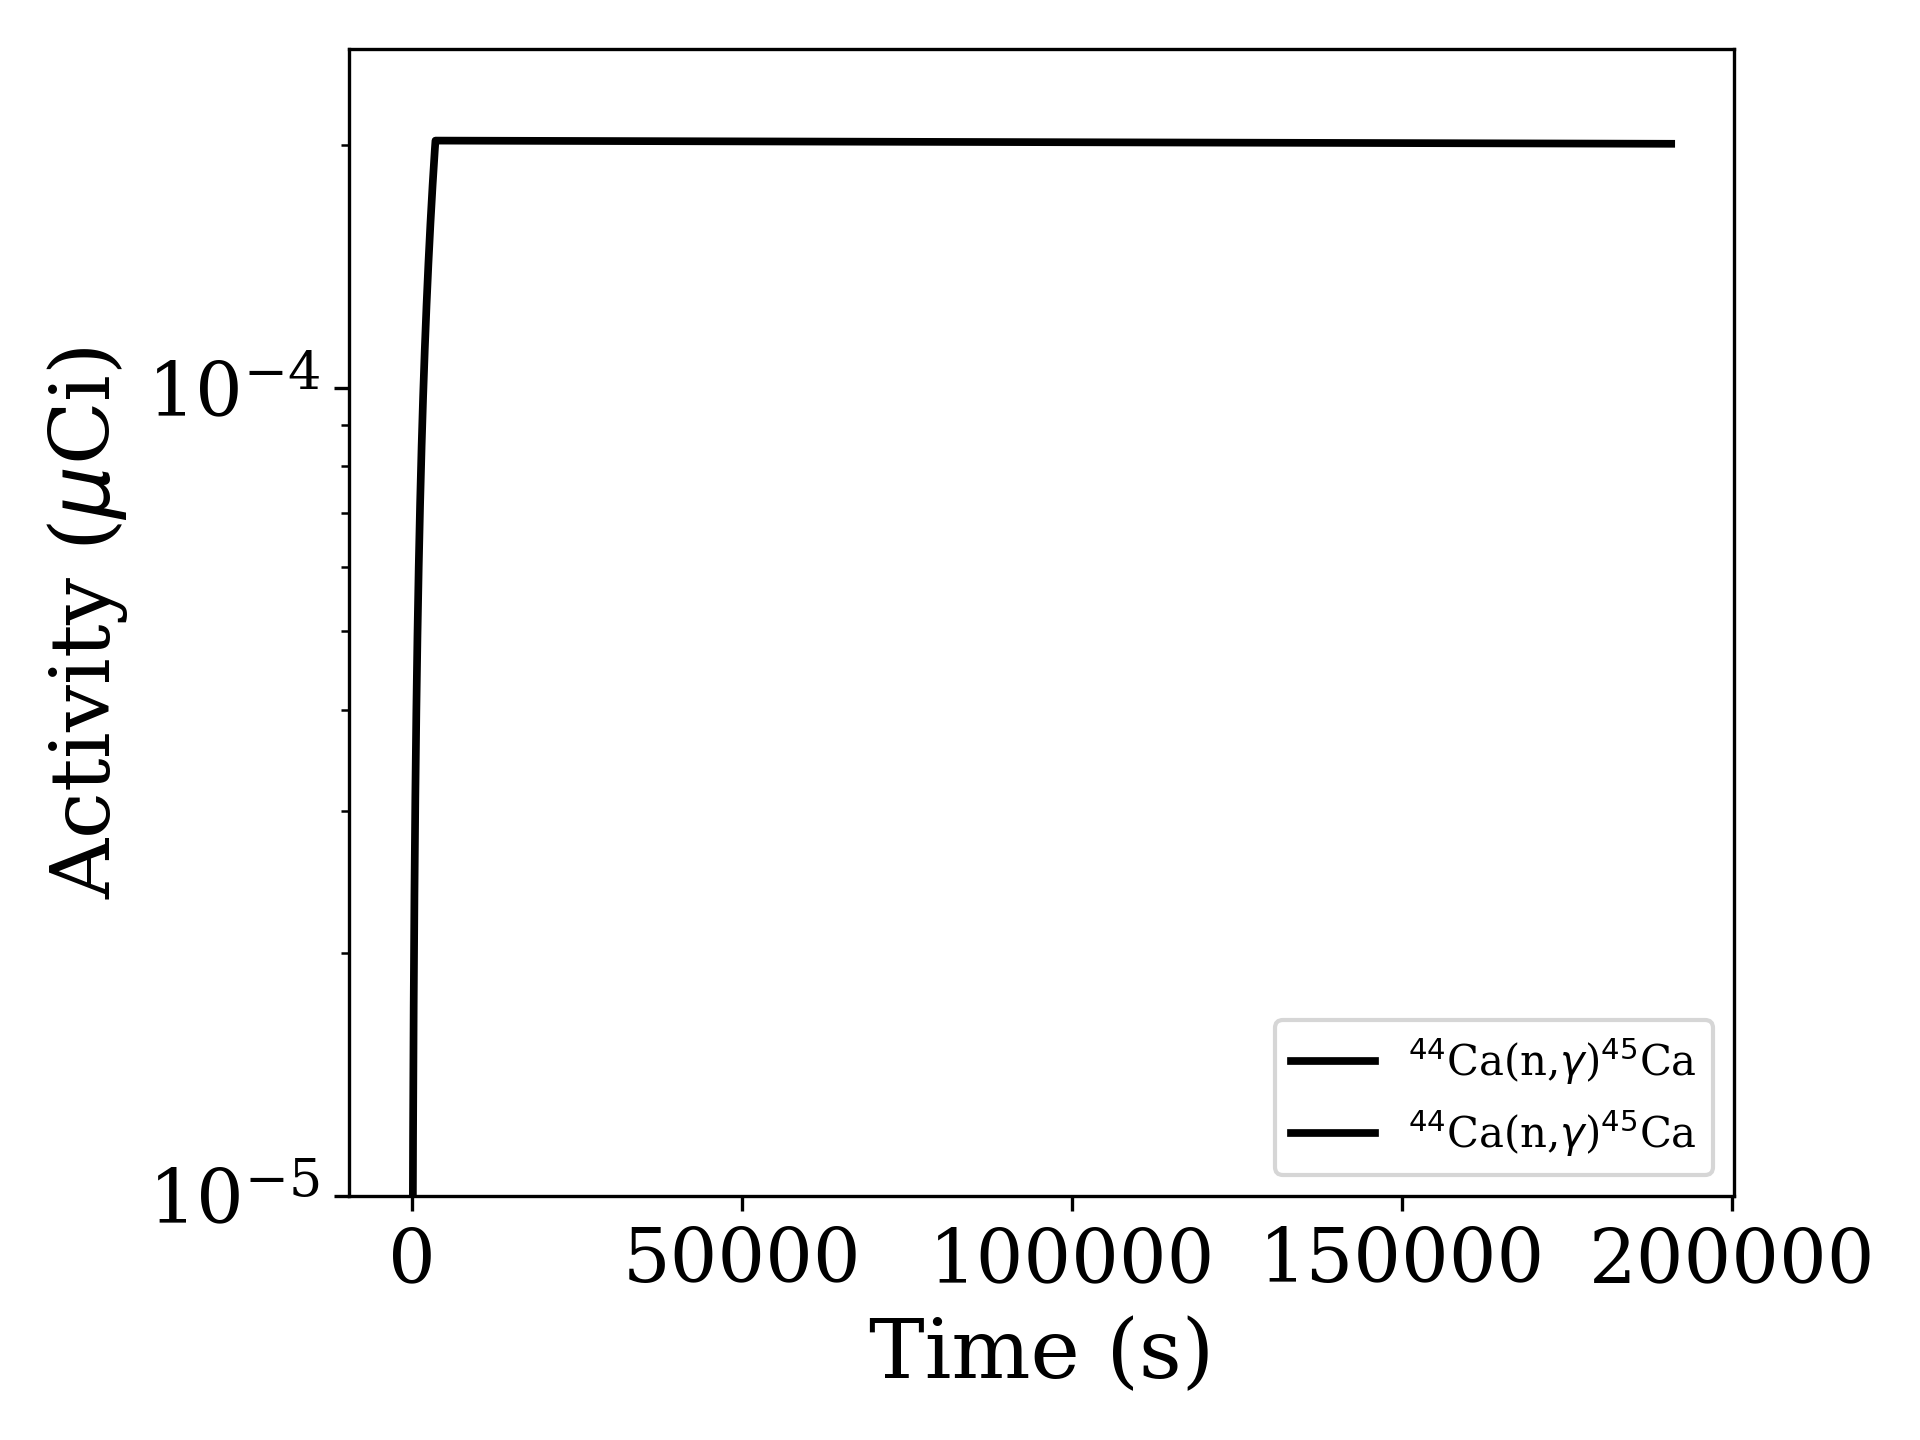 Activity (μCi)
10⁻⁴
10⁻⁵
0 50000 100000 150000 200000
Time (s)
⁴⁴Ca(n,γ)⁴⁵Ca
⁴⁴Ca(n,γ)⁴⁵Ca